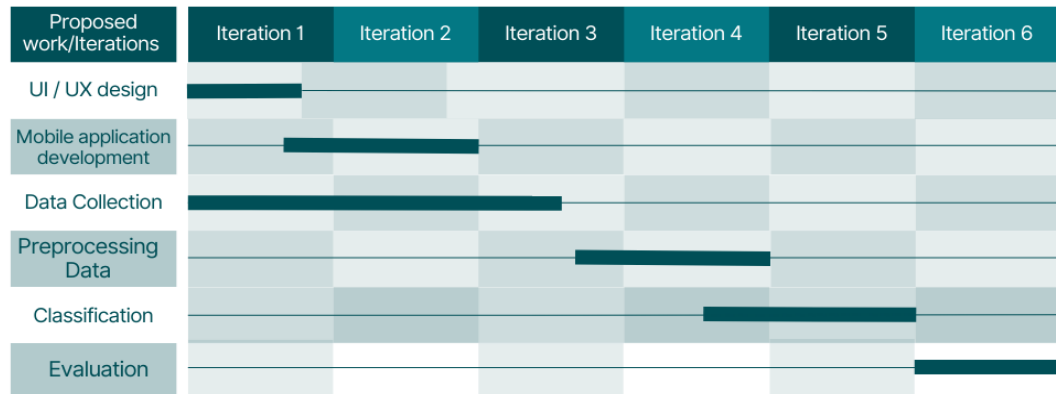 Proposed
work/Iterations
Iteration 1
Iteration 2
Iteration 3
Iteration 4
Iteration 5
Iteration 6
UI / UX design
Mobile application
development
Data Collection
Preprocessing
Data
Classification
Evaluation